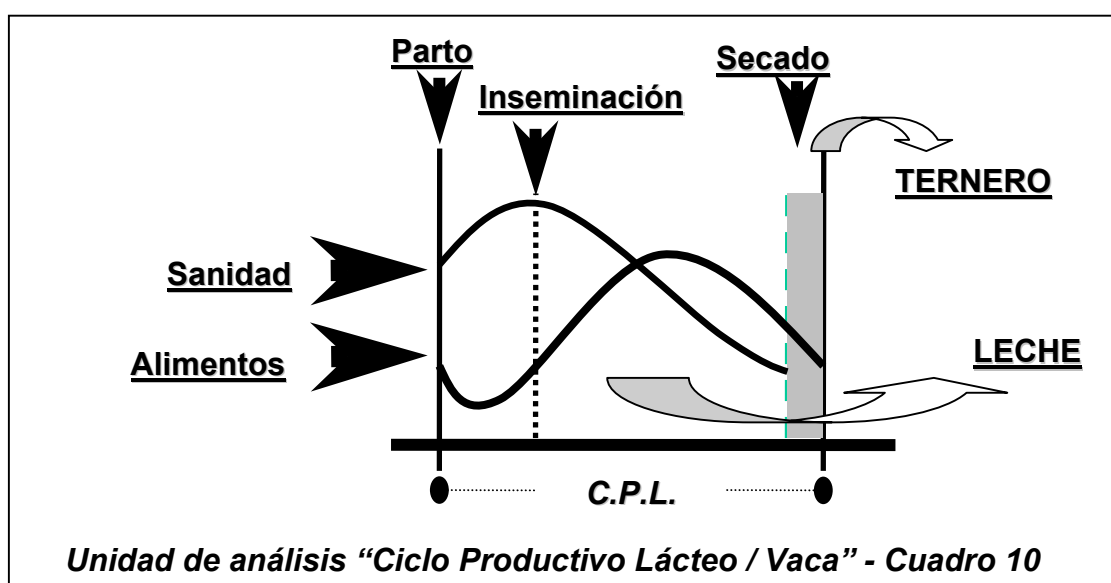 Parto
Secado
Inseminación
TERNERO
Sanidad
LECHE
Alimentos
C.P.L.
Unidad de análisis “Ciclo Productivo Lácteo / Vaca” - Cuadro 10